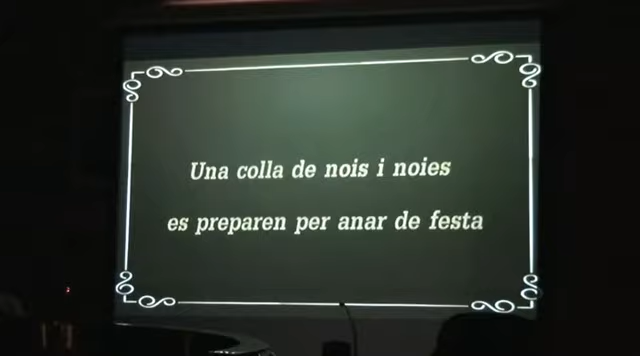 Una colla de nois i noies
es preparen per anar de festa